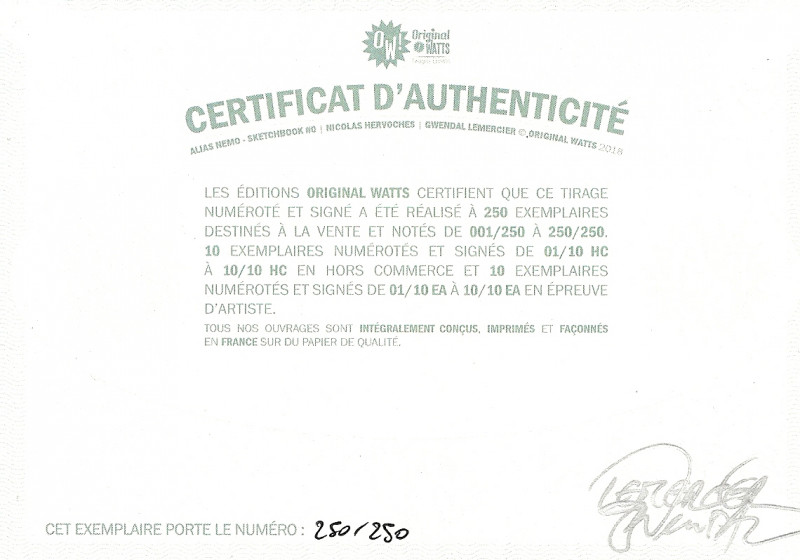 OW!
Original
WATTS
CERTIFICAT D'AUTHENTICITÉ
ALIAS NEMO - SKETCHBOOK #0 | NICOLAS HERVOCHES | GWENDAL LEMERCIER ©.ORIGINAL WATTS 2018
LES ÉDITIONS ORIGINAL WATTS CERTIFIENT QUE CE TIRAGE
NUMÉROTÉ ET SIGNÉ A ÉTÉ RÉALISÉ À 250 EXEMPLAIRES
DESTINÉS À LA VENTE ET NOTÉS DE 001/250 À 250/250.
10 EXEMPLAIRES NUMÉROTÉS ET SIGNÉS DE 01/10 HC
À 10/10 HC EN HORS COMMERCE ET 10 EXEMPLAIRES
NUMÉROTÉS ET SIGNÉS DE 01/10 EA À 10/10 EA EN ÉPREUVE
D'ARTISTE.
TOUS NOS OUVRAGES SONT INTÉGRALEMENT CONÇUS, IMPRIMÉS ET FAÇONNÉS
EN FRANCE SUR DU PAPIER DE QUALITÉ.
CET EXEMPLAIRE PORTE LE NUMÉRO : 250/250